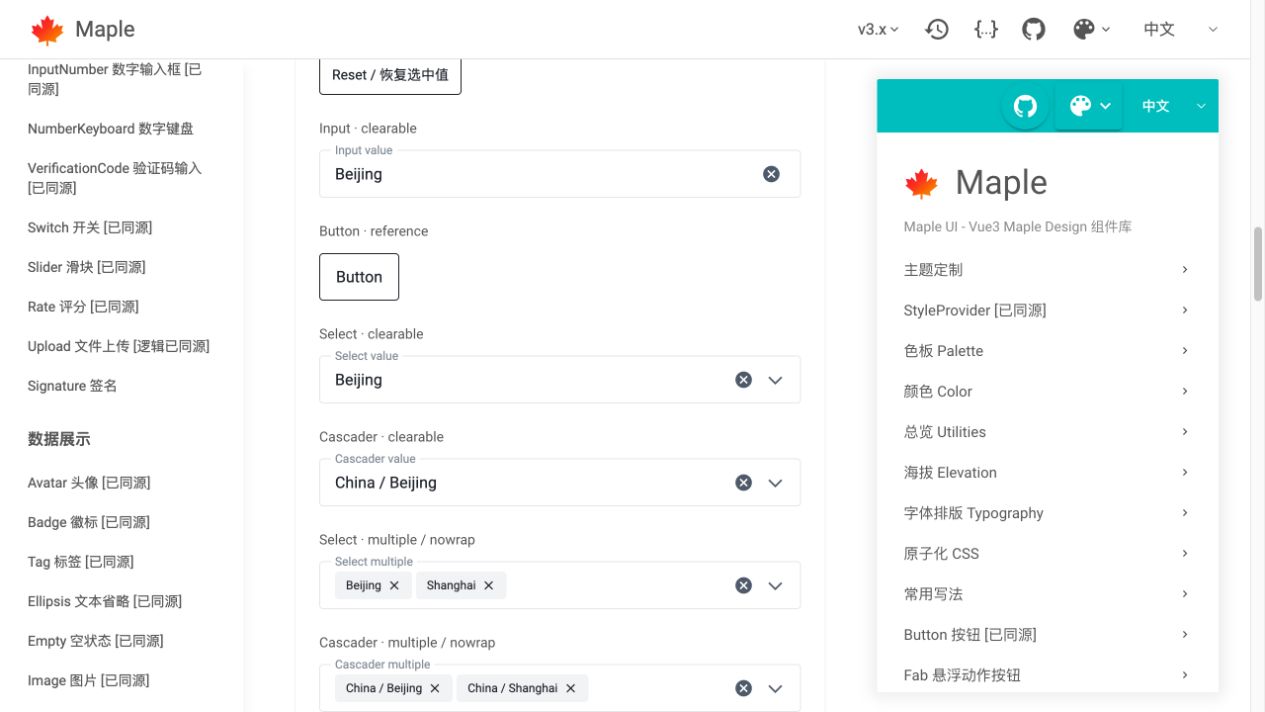 Maple
v3.x
{...}
中文
InputNumber 数字输入框 [已
同源]
NumberKeyboard 数字键盘
VerificationCode 验证码输入
[已同源]
Switch 开关 [已同源]
Slider 滑块 [已同源]
Rate 评分 [已同源]
Upload 文件上传 [逻辑已同源]
Signature 签名
数据展示
Avatar 头像 [已同源]
Badge 徽标 [已同源]
Tag 标签 [已同源]
Ellipsis 文本省略 [已同源]
Empty 空状态 [已同源]
Image 图片 [已同源]
Reset / 恢复选中值
Input · clearable
Input value
Beijing
Button · reference
Button
Select · clearable
Select value
Beijing
Cascader · clearable
Cascader value
China / Beijing
Select · multiple / nowrap
Select multiple
Beijing
Shanghai
Cascader · multiple / nowrap
Cascader multiple
China / Beijing
China / Shanghai
中文
Maple
Maple UI - Vue3 Maple Design 组件库
主题定制
StyleProvider [已同源]
色板 Palette
颜色 Color
总览 Utilities
海拔 Elevation
字体排版 Typography
原子化 CSS
常用写法
Button 按钮 [已同源]
Fab 悬浮动作按钮